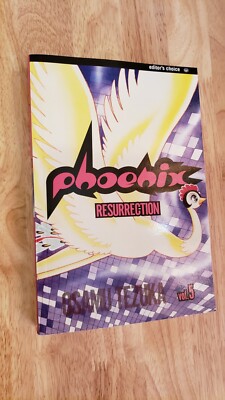 editor's choice
phoenix
RESURRECTION
OSAMU TEZUKA
vol.5